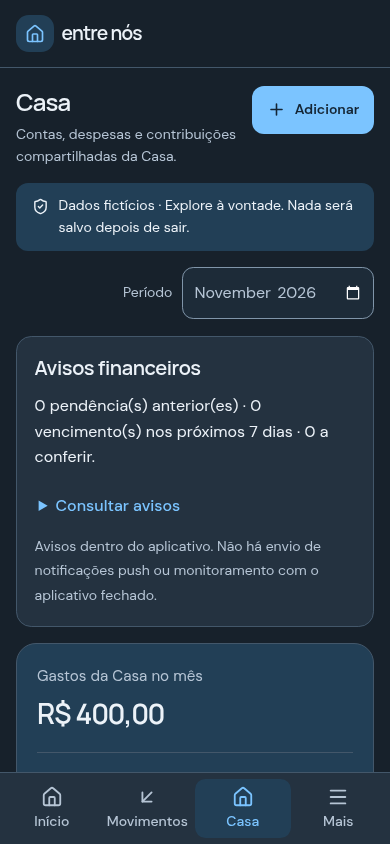 entre nós
Casa
Adicionar
Contas, despesas e contribuições
compartilhadas da Casa.
Dados fictícios · Explore à vontade. Nada será
salvo depois de sair.
Período
November 2026
Avisos financeiros
0 pendência(s) anterior(es) · 0
vencimento(s) nos próximos 7 dias · 0 a
conferir.
Consultar avisos
Avisos dentro do aplicativo. Não há envio de
notificações push ou monitoramento com o
aplicativo fechado.
Gastos da Casa no mês
R$ 400,00
Início
Movimentos
Casa
Mais